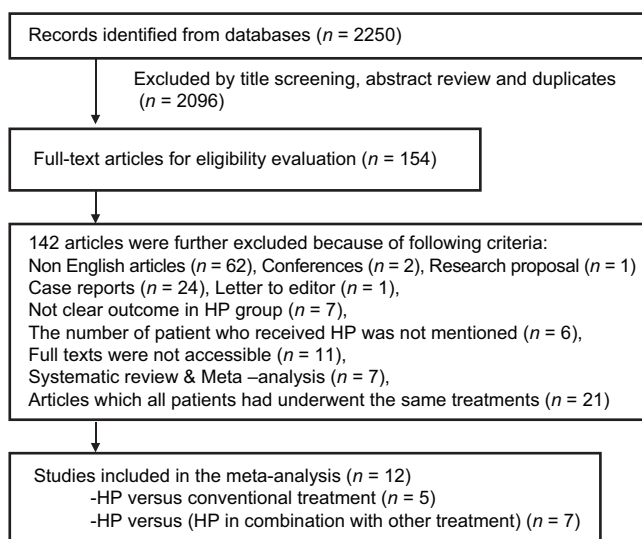 Records identified from databases (n = 2250)
Excluded by title screening, abstract review and duplicates
(n = 2096)
Full-text articles for eligibility evaluation (n = 154)
142 articles were further excluded because of following criteria:
Non English articles (n = 62), Conferences (n = 2), Research proposal (n = 1)
Case reports (n = 24), Letter to editor (n = 1),
Not clear outcome in HP group (n = 7),
The number of patient who received HP was not mentioned (n = 6),
Full texts were not accessible (n = 11),
Systematic review & Meta –analysis (n = 7),
Articles which all patients had underwent the same treatments (n = 21)
Studies included in the meta-analysis (n = 12)
-HP versus conventional treatment (n = 5)
-HP versus (HP in combination with other treatment) (n = 7)